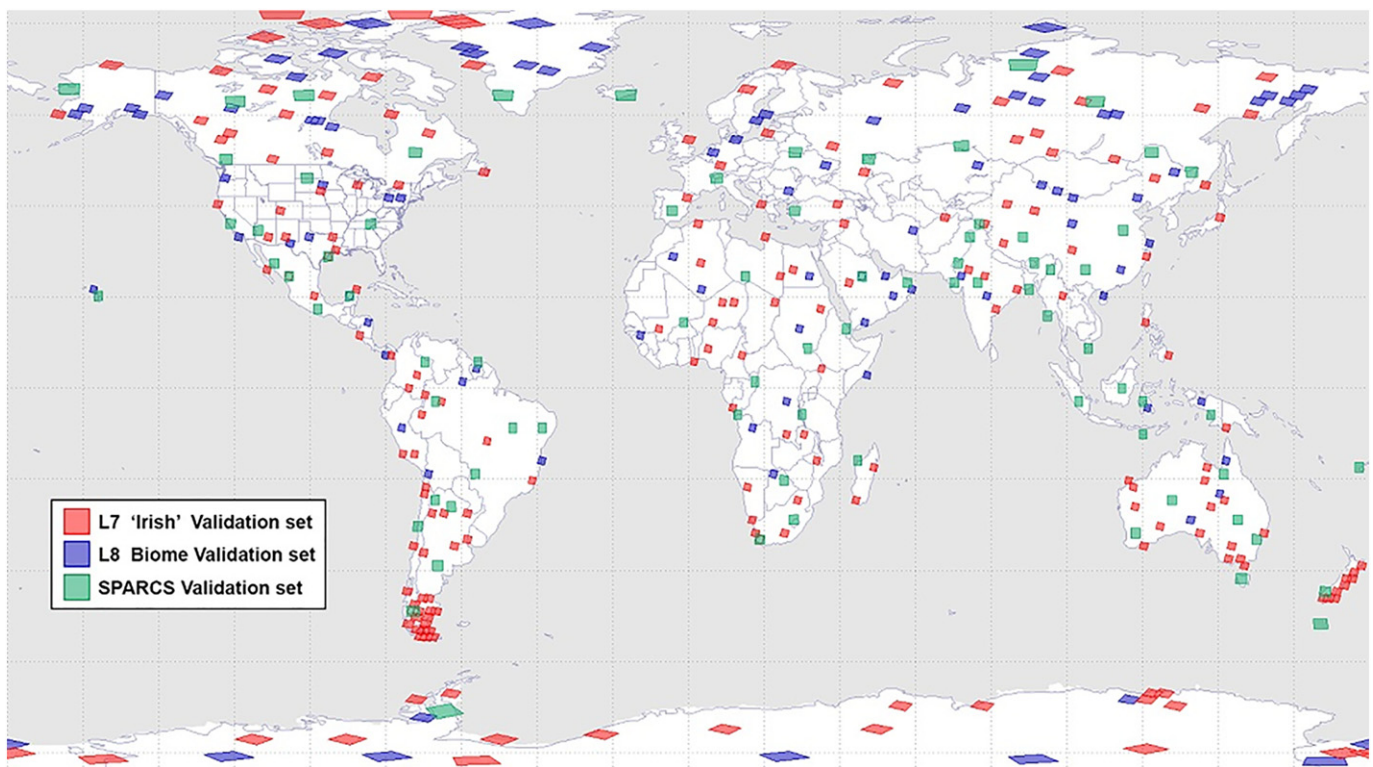 L7 ‘Irish’ Validation set
L8 Biome Validation set
SPARCS Validation set